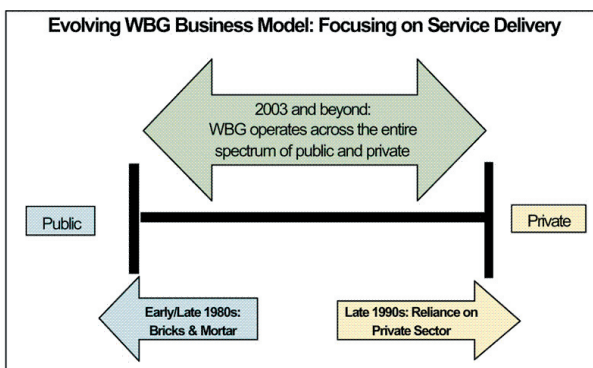 Evolving WBG Business Model: Focusing on Service Delivery
2003 and beyond:
WBG operates across the entire
spectrum of public and private
Public
Private
Early/Late 1980s:
Bricks & Mortar
Late 1990s: Reliance on
Private Sector